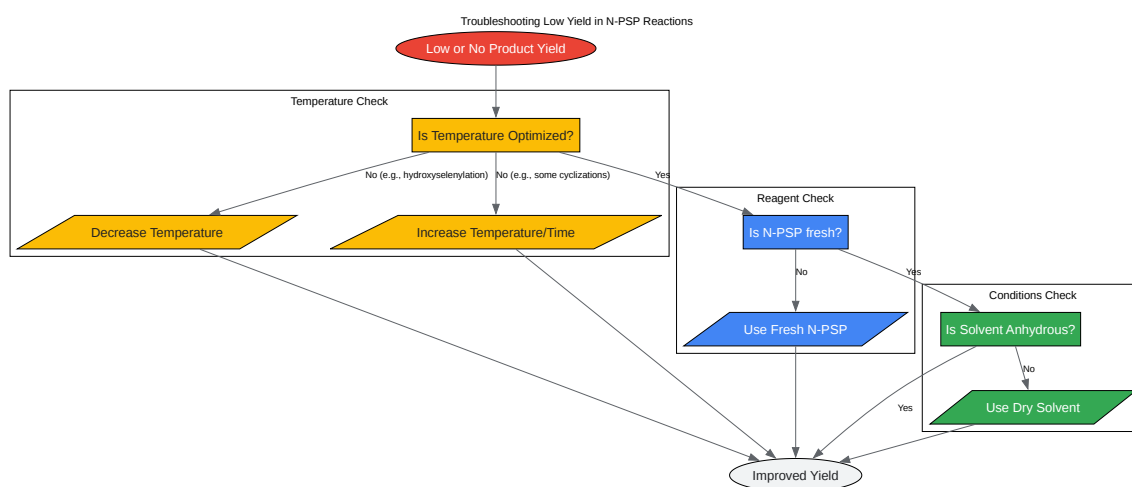 Troubleshooting Low Yield in N-PSP Reactions
Low or No Product Yield
Temperature Check
Is Temperature Optimized?
No (e.g., hydroxyselenylation)
No (e.g., some cyclizations)
Yes
Decrease Temperature
Increase Temperature/Time
Reagent Check
Is N-PSP fresh?
No
Yes
Use Fresh N-PSP
Conditions Check
Is Solvent Anhydrous?
No
Yes
Use Dry Solvent
Improved Yield